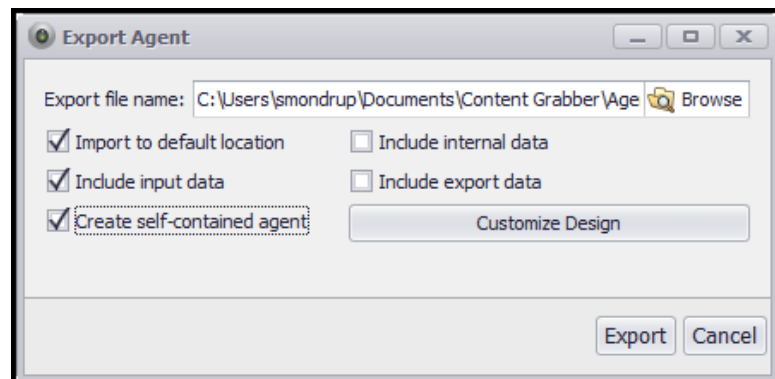 Export Agent
Export file name: C:\Users\smondrup\Documents\Content Grabber\Age Browse
Import to default location Include internal data
Include input data Include export data
Create self-contained agent Customize Design
Export Cancel